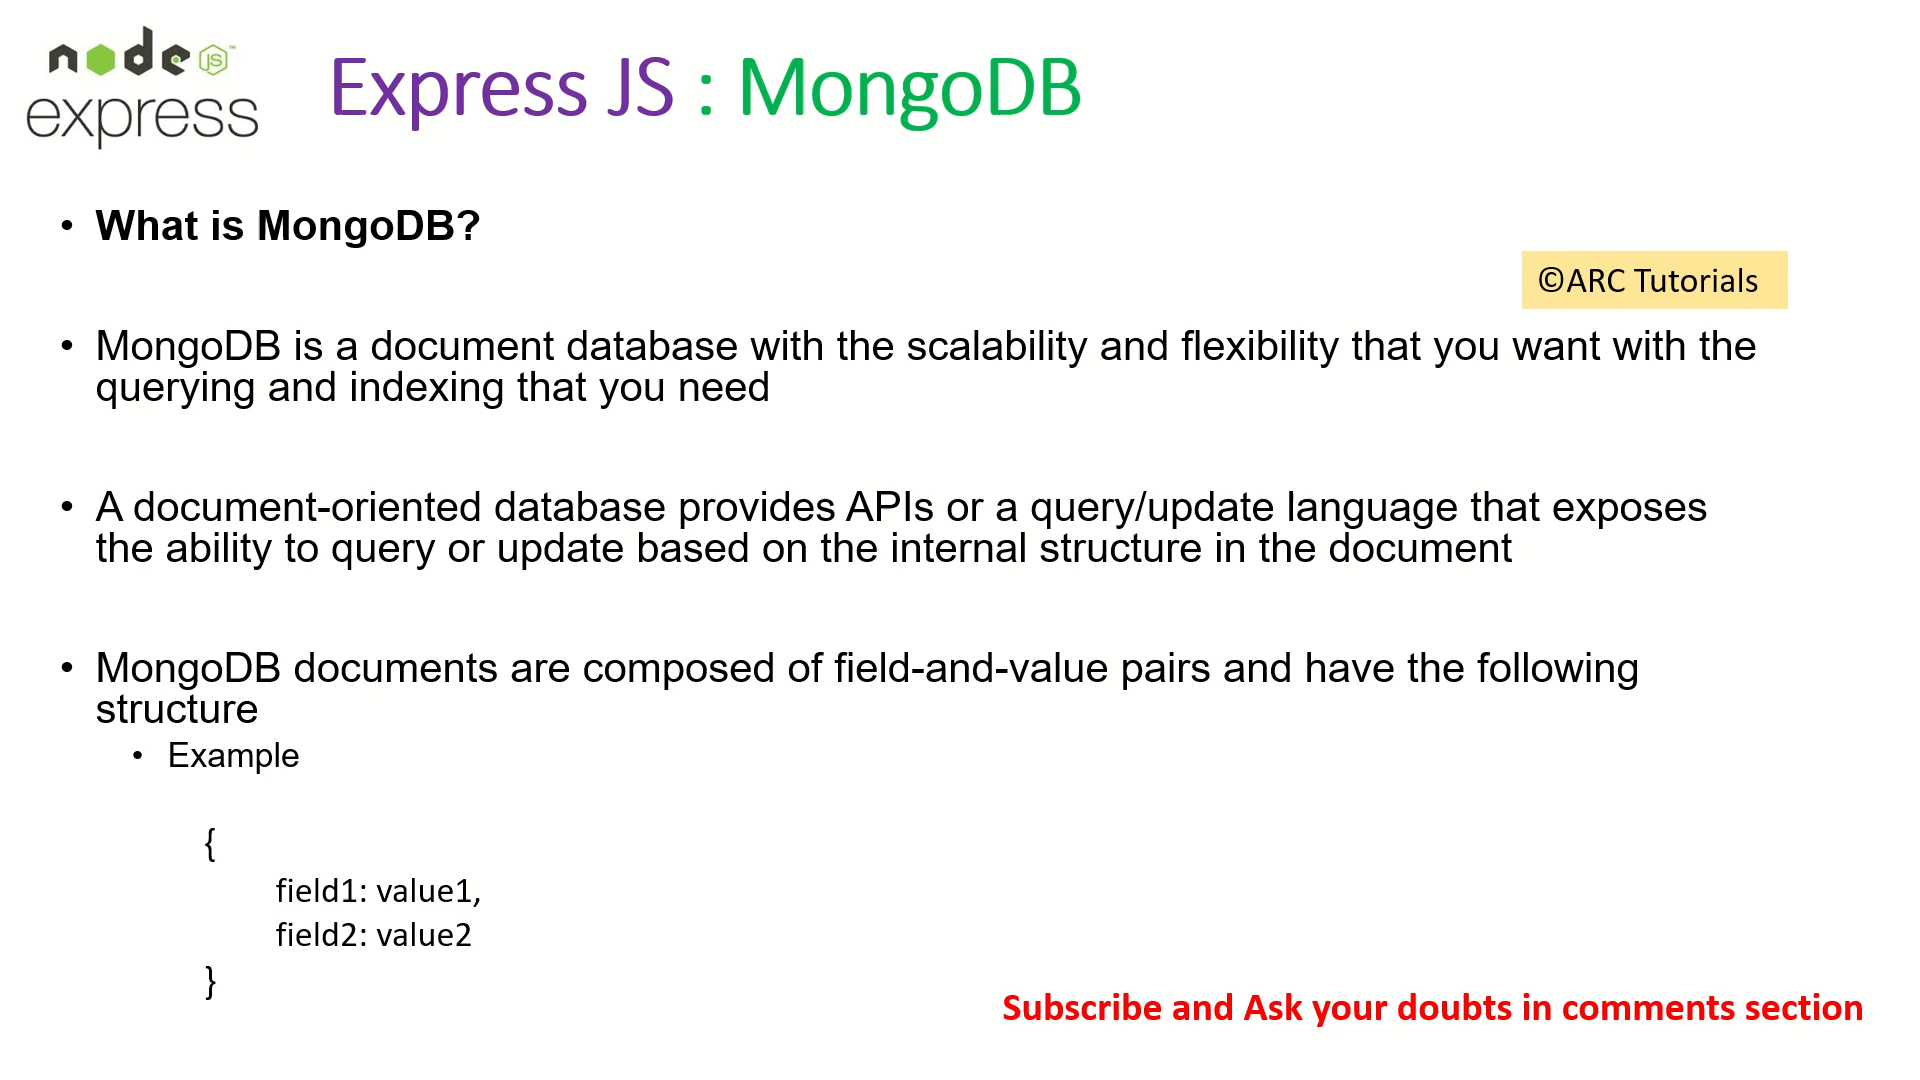 node JS ™
express
Express JS : MongoDB
• What is MongoDB?
©ARC Tutorials
• MongoDB is a document database with the scalability and flexibility that you want with the
querying and indexing that you need
• A document-oriented database provides APIs or a query/update language that exposes
the ability to query or update based on the internal structure in the document
• MongoDB documents are composed of field-and-value pairs and have the following
structure
• Example
{
field1: value1,
field2: value2
}
Subscribe and Ask your doubts in comments section